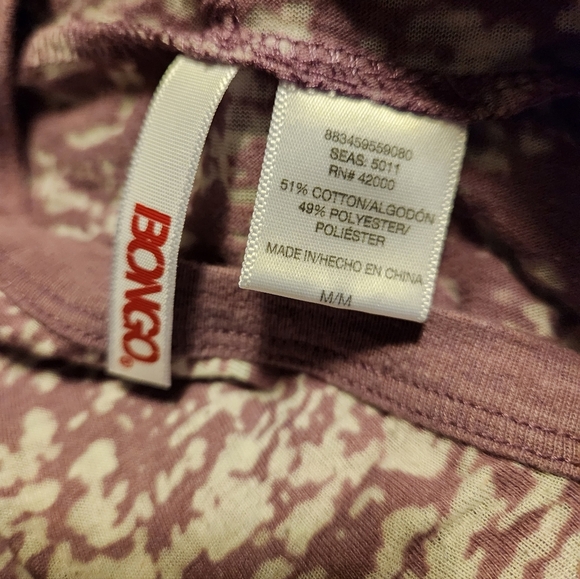 BONGO®
883459559080
SEAS: 5011
RN# 42000
51% COTTON/ALGODÓN
49% POLYESTER/
POLIÉSTER
MADE IN/HECHO EN CHINA
M/M